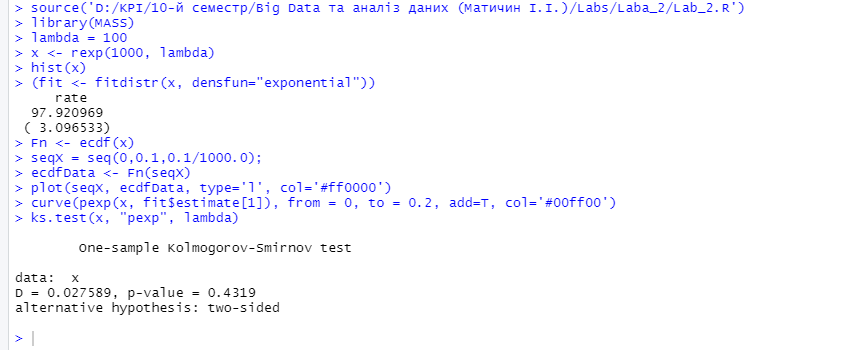 > source('D:/KPI/10-й семестр/Big Data та аналіз даних (Матичин І.І.)/Labs/Laba_2/Lab_2.R')
> library(MASS)
> lambda = 100
> x <- rexp(1000, lambda)
> hist(x)
> (fit <- fitdistr(x, densfun="exponential"))
      rate
  97.920969
 ( 3.096533)
> Fn <- ecdf(x)
> seqX = seq(0,0.1,0.1/1000.0);
> ecdfData <- Fn(seqX)
> plot(seqX, ecdfData, type='l', col='#ff0000')
> curve(pexp(x, fit$estimate[1]), from = 0, to = 0.2, add=T, col='#00ff00')
> ks.test(x, "pexp", lambda)
        One-sample Kolmogorov-Smirnov test
data:  x
D = 0.027589, p-value = 0.4319
alternative hypothesis: two-sided
>